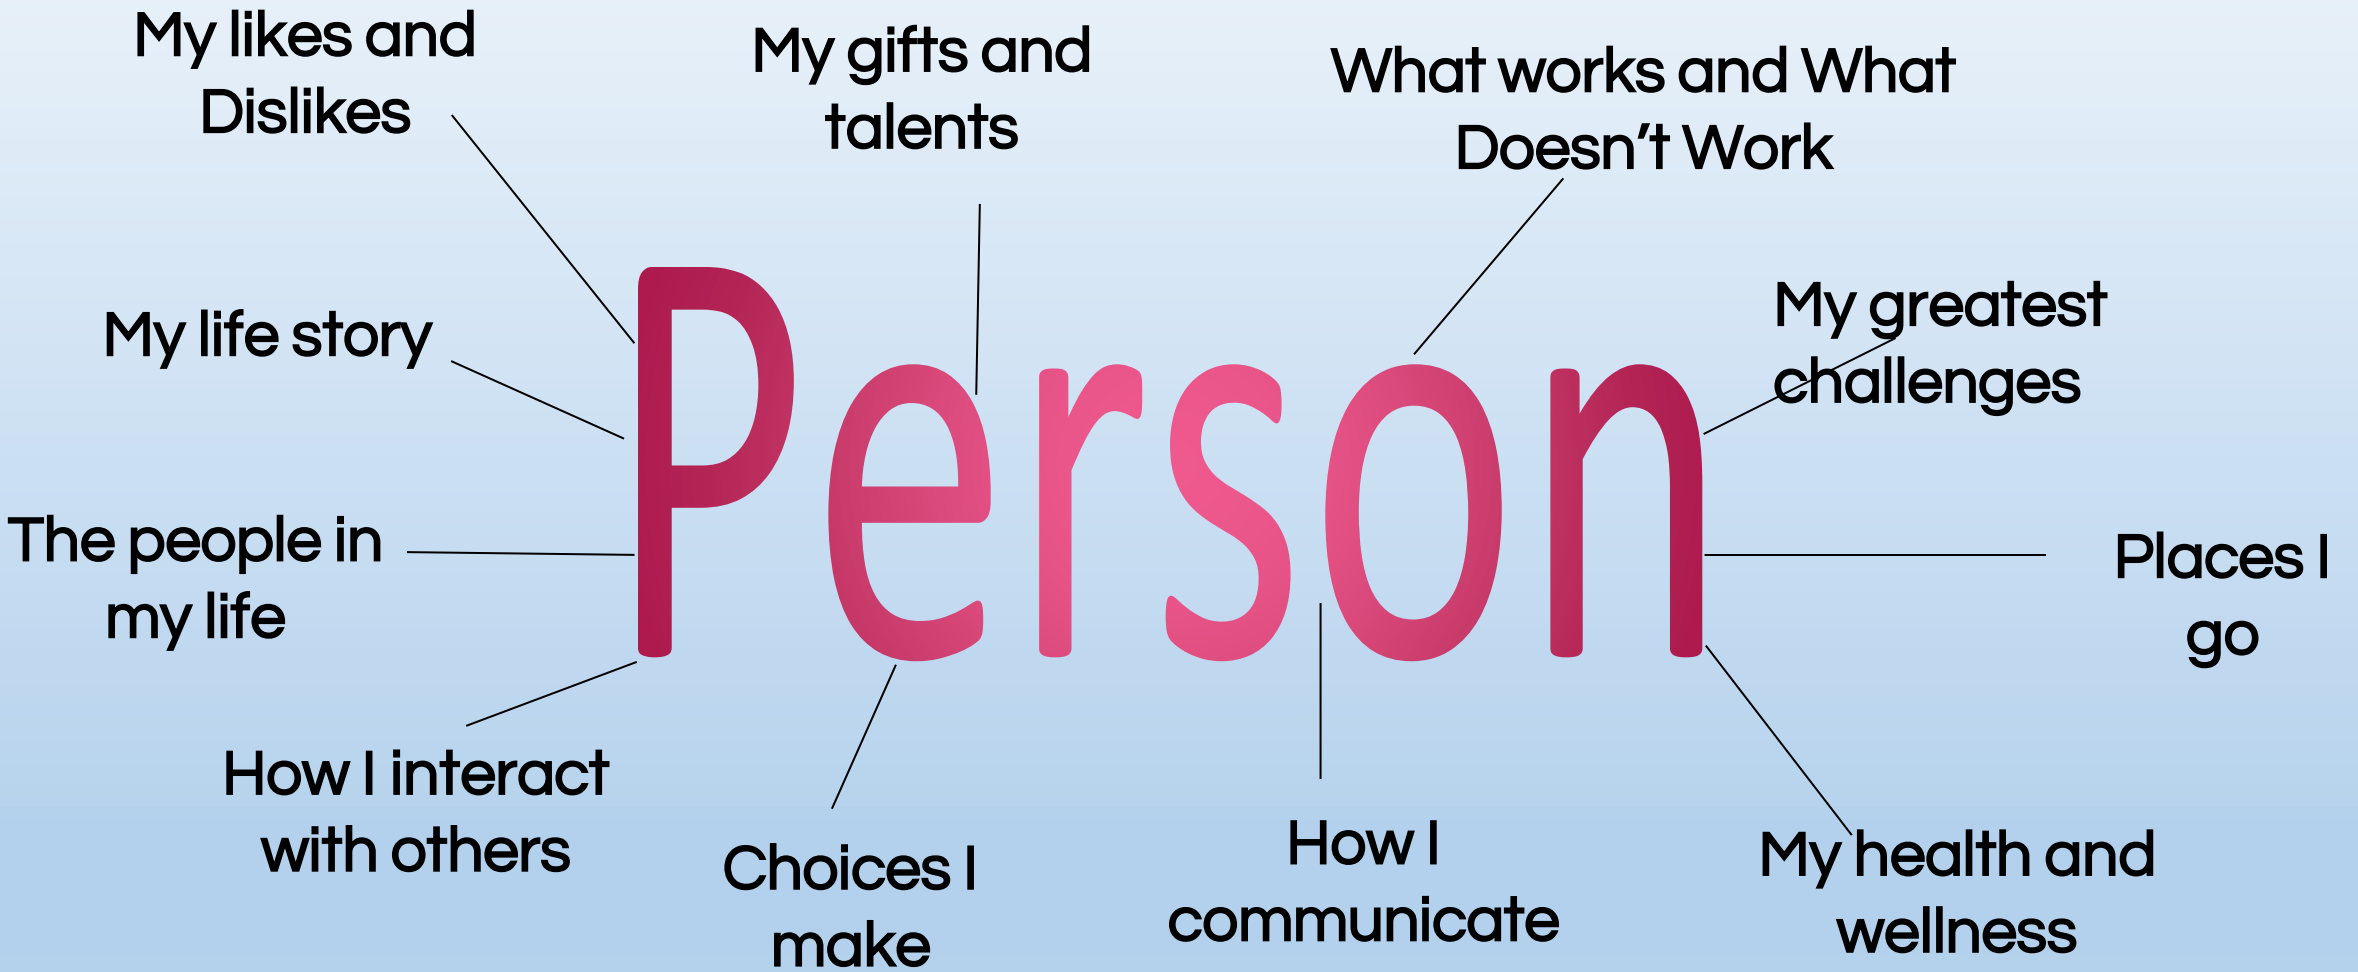 My likes and
Dislikes
My gifts and
talents
What works and What
Doesn’t Work
My life story
Person
My greatest
challenges
The people in
my life
Places I
go
How I interact
with others
Choices I
make
How I
communicate
My health and
wellness